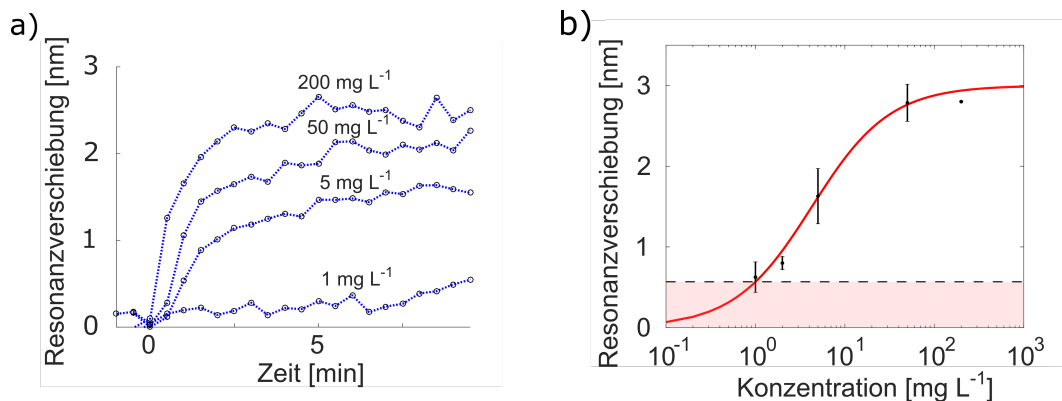 a)
Resonanzverschiebung [nm]
3
2
1
0
200 mg L⁻¹
50 mg L⁻¹
5 mg L⁻¹
1 mg L⁻¹
0
5
Zeit [min]
b)
Resonanzverschiebung [nm]
3
2
1
0
10⁻¹ 10⁰ 10¹ 10² 10³
Konzentration [mg L⁻¹]